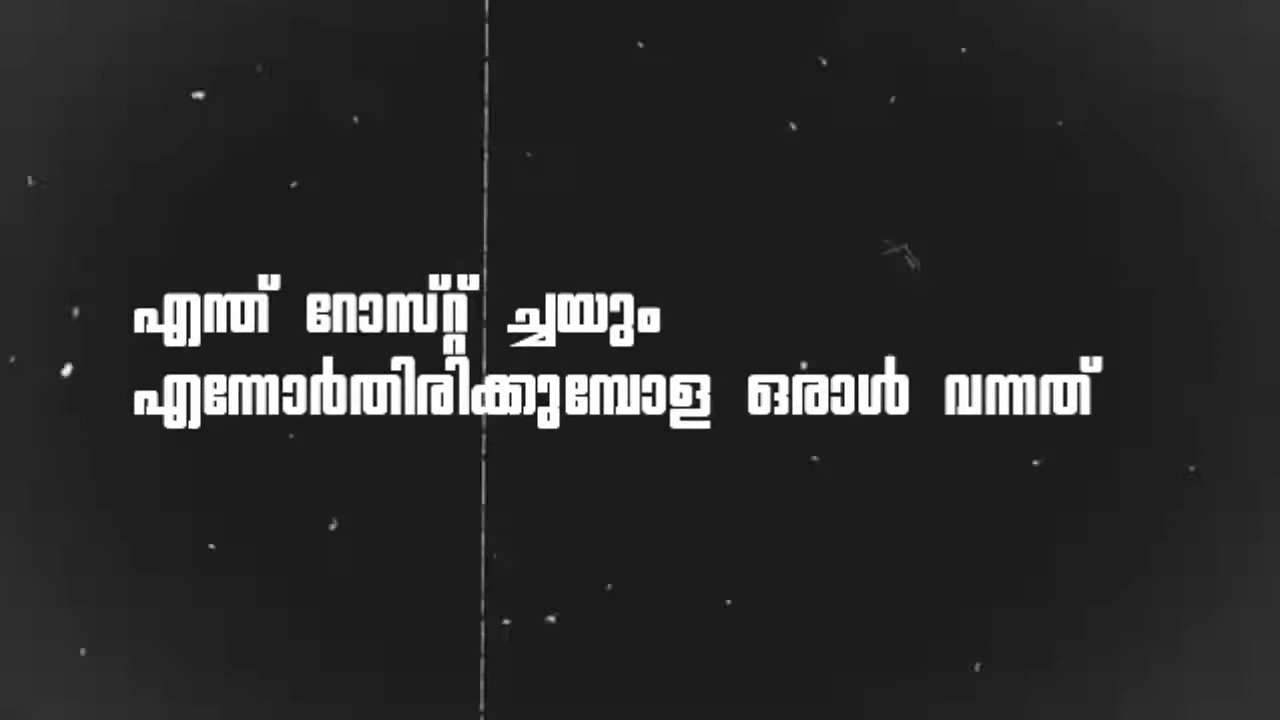 എന്ത് റോസ്റ്റ് ച്ചയും
എന്നോർതിരിക്കുമ്പോള ഒരാൾ വന്നത്